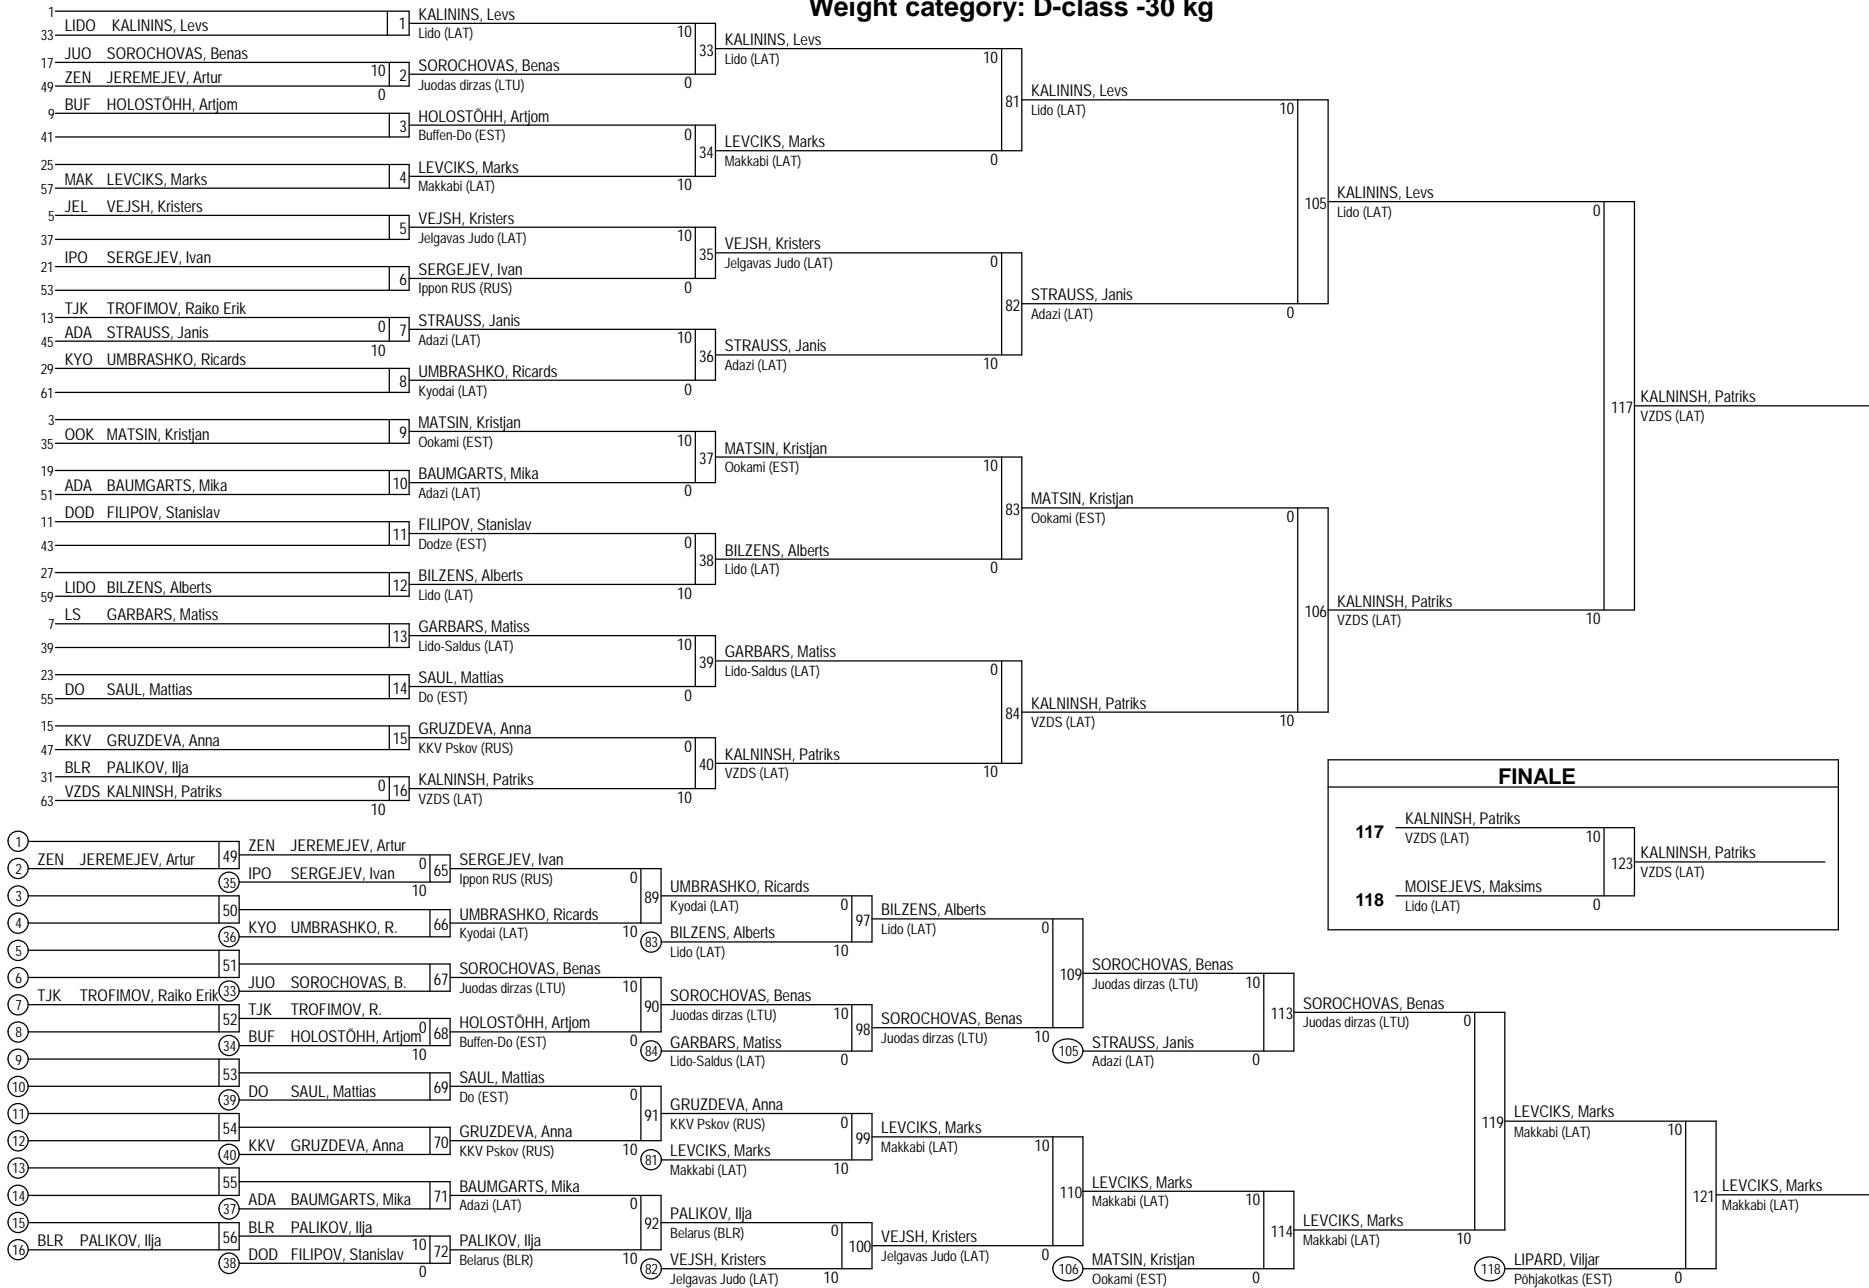 Weight category: D-class -30 kg
1
33 LIDO KALININS, Levs
1
KALININS, Levs
Lido (LAT)
10
17 JUO SOROCHOVAS, Benas
10
49 ZEN JEREMEJEV, Artur
0
2
SOROCHOVAS, Benas
Juodas dirzas (LTU)
0
33
KALININS, Levs
Lido (LAT)
10
9 BUF HOLOSTÕHH, Artjom
41
3
HOLOSTÕHH, Artjom
Buffen-Do (EST)
0
25
57 MAK LEVCIKS, Marks
4
LEVCIKS, Marks
Makkabi (LAT)
10
34
LEVCIKS, Marks
Makkabi (LAT)
0
81
KALININS, Levs
Lido (LAT)
10
5 JEL VEJSH, Kristers
37
5
VEJSH, Kristers
Jelgavas Judo (LAT)
10
21 IPO SERGEJEV, Ivan
53
6
SERGEJEV, Ivan
Ippon RUS (RUS)
0
35
VEJSH, Kristers
Jelgavas Judo (LAT)
0
13 TJK TROFIMOV, Raiko Erik
0
45 ADA STRAUSS, Janis
10
7
STRAUSS, Janis
Adazi (LAT)
10
29 KYO UMBRASHKO, Ricards
61
8
UMBRASHKO, Ricards
Kyodai (LAT)
0
36
STRAUSS, Janis
Adazi (LAT)
10
82
STRAUSS, Janis
Adazi (LAT)
0
105
KALININS, Levs
Lido (LAT)
0
3
35 OOK MATSIN, Kristjan
9
MATSIN, Kristjan
Ookami (EST)
10
19
51 ADA BAUMGARTS, Mika
10
BAUMGARTS, Mika
Adazi (LAT)
0
37
MATSIN, Kristjan
Ookami (EST)
10
11 DOD FILIPOV, Stanislav
43
11
FILIPOV, Stanislav
Dodze (EST)
0
27
59 LIDO BILZENS, Alberts
12
BILZENS, Alberts
Lido (LAT)
10
38
BILZENS, Alberts
Lido (LAT)
0
83
MATSIN, Kristjan
Ookami (EST)
0
7 LS GARBARS, Matiss
39
13
GARBARS, Matiss
Lido-Saldus (LAT)
10
23
55 DO SAUL, Mattias
14
SAUL, Mattias
Do (EST)
0
39
GARBARS, Matiss
Lido-Saldus (LAT)
0
15
47 KKV GRUZDEVA, Anna
15
GRUZDEVA, Anna
KKV Pskov (RUS)
0
31 BLR PALIKOV, Ilja
0
63 VZDS KALNINSH, Patriks
10
16
KALNINSH, Patriks
VZDS (LAT)
10
40
KALNINSH, Patriks
VZDS (LAT)
10
84
KALNINSH, Patriks
VZDS (LAT)
10
106
KALNINSH, Patriks
VZDS (LAT)
10
117
KALNINSH, Patriks
VZDS (LAT)
FINALE
117
KALNINSH, Patriks
VZDS (LAT)
10
118
MOISEJEVS, Maksims
Lido (LAT)
0
123
KALNINSH, Patriks
VZDS (LAT)
1
2 ZEN JEREMEJEV, Artur
49
ZEN JEREMEJEV, Artur
0
35 IPO SERGEJEV, Ivan
10
65
SERGEJEV, Ivan
Ippon RUS (RUS)
0
3
4
50
36 KYO UMBRASHKO, R.
66
UMBRASHKO, Ricards
Kyodai (LAT)
10
89
UMBRASHKO, Ricards
Kyodai (LAT)
0
83
BILZENS, Alberts
Lido (LAT)
10
97
BILZENS, Alberts
Lido (LAT)
0
5
6
51
33 JUO SOROCHOVAS, B.
67
SOROCHOVAS, Benas
Juodas dirzas (LTU)
10
7 TJK TROFIMOV, Raiko Erik
8
52
TJK TROFIMOV, R.
0
34 BUF HOLOSTÕHH, Artjom
10
68
HOLOSTÕHH, Artjom
Buffen-Do (EST)
0
90
SOROCHOVAS, Benas
Juodas dirzas (LTU)
10
84
GARBARS, Matiss
Lido-Saldus (LAT)
0
98
SOROCHOVAS, Benas
Juodas dirzas (LTU)
10
109
SOROCHOVAS, Benas
Juodas dirzas (LTU)
10
105
STRAUSS, Janis
Adazi (LAT)
0
113
SOROCHOVAS, Benas
Juodas dirzas (LTU)
0
9
10
53
39 DO SAUL, Mattias
69
SAUL, Mattias
Do (EST)
0
11
12
54
40 KKV GRUZDEVA, Anna
70
GRUZDEVA, Anna
KKV Pskov (RUS)
10
91
GRUZDEVA, Anna
KKV Pskov (RUS)
0
81
LEVCIKS, Marks
Makkabi (LAT)
10
99
LEVCIKS, Marks
Makkabi (LAT)
10
13
14
55
37 ADA BAUMGARTS, Mika
71
BAUMGARTS, Mika
Adazi (LAT)
0
15
16 BLR PALIKOV, Ilja
56
BLR PALIKOV, Ilja
10
38 DOD FILIPOV, Stanislav
0
72
PALIKOV, Ilja
Belarus (BLR)
10
92
PALIKOV, Ilja
Belarus (BLR)
0
82
VEJSH, Kristers
Jelgavas Judo (LAT)
10
100
VEJSH, Kristers
Jelgavas Judo (LAT)
0
110
LEVCIKS, Marks
Makkabi (LAT)
10
106
MATSIN, Kristjan
Ookami (EST)
0
114
LEVCIKS, Marks
Makkabi (LAT)
10
119
LEVCIKS, Marks
Makkabi (LAT)
10
118
LIPARD, Viljar
Põhjakotkas (EST)
0
121
LEVCIKS, Marks
Makkabi (LAT)